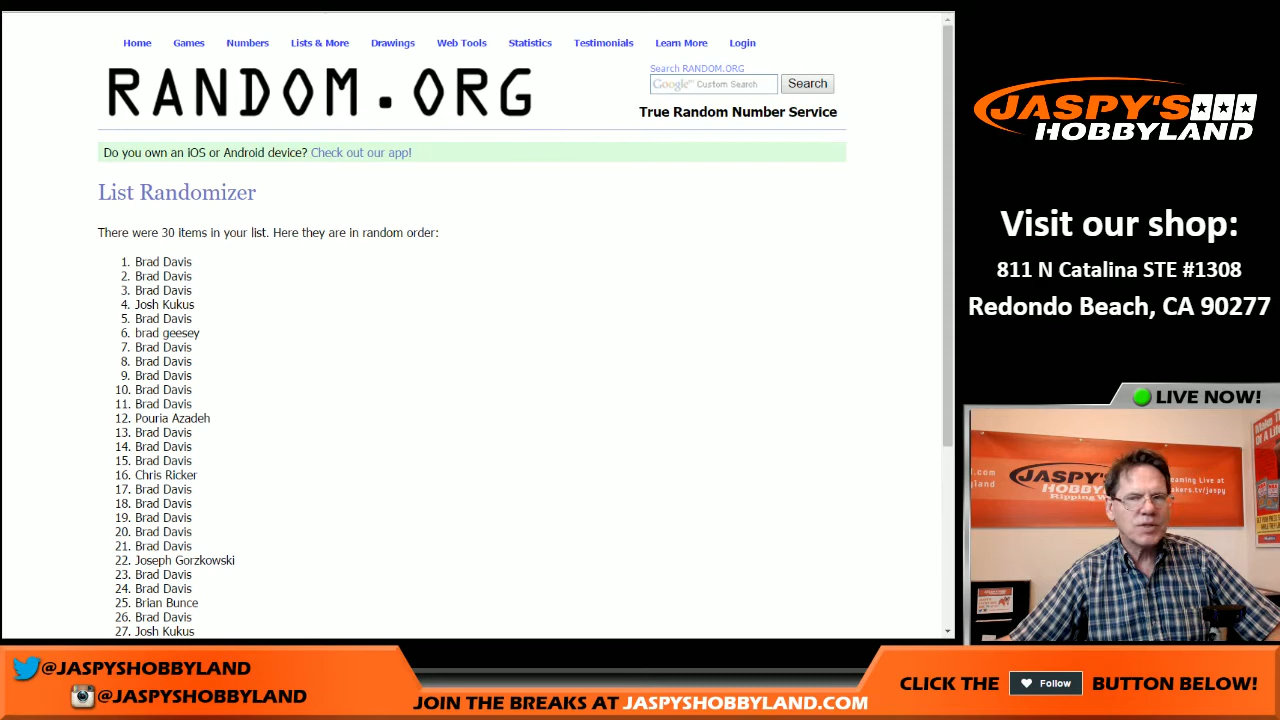 Home Games Numbers Lists & More Drawings Web Tools Statistics Testimonials Learn More Login
RANDOM.ORG
Search RANDOM.ORG
Google™ Custom Search Search
True Random Number Service
Do you own an iOS or Android device? Check out our app!
List Randomizer
There were 30 items in your list. Here they are in random order:
1. Brad Davis
2. Brad Davis
3. Brad Davis
4. Josh Kukus
5. Brad Davis
6. brad geesey
7. Brad Davis
8. Brad Davis
9. Brad Davis
10. Brad Davis
11. Brad Davis
12. Pouria Azadeh
13. Brad Davis
14. Brad Davis
15. Brad Davis
16. Chris Ricker
17. Brad Davis
18. Brad Davis
19. Brad Davis
20. Brad Davis
21. Brad Davis
22. Joseph Gorzkowski
23. Brad Davis
24. Brad Davis
25. Brian Bunce
26. Brad Davis
27. Josh Kukus
JASPY'S
HOBBYLAND
Visit our shop:
811 N Catalina STE #1308
Redondo Beach, CA 90277
LIVE NOW!
JASPY'S
@JASPYSHOBBYLAND
@JASPYSHOBBYLAND
JOIN THE BREAKS AT JASPYSHOBBYLAND.COM
CLICK THE Follow BUTTON BELOW!